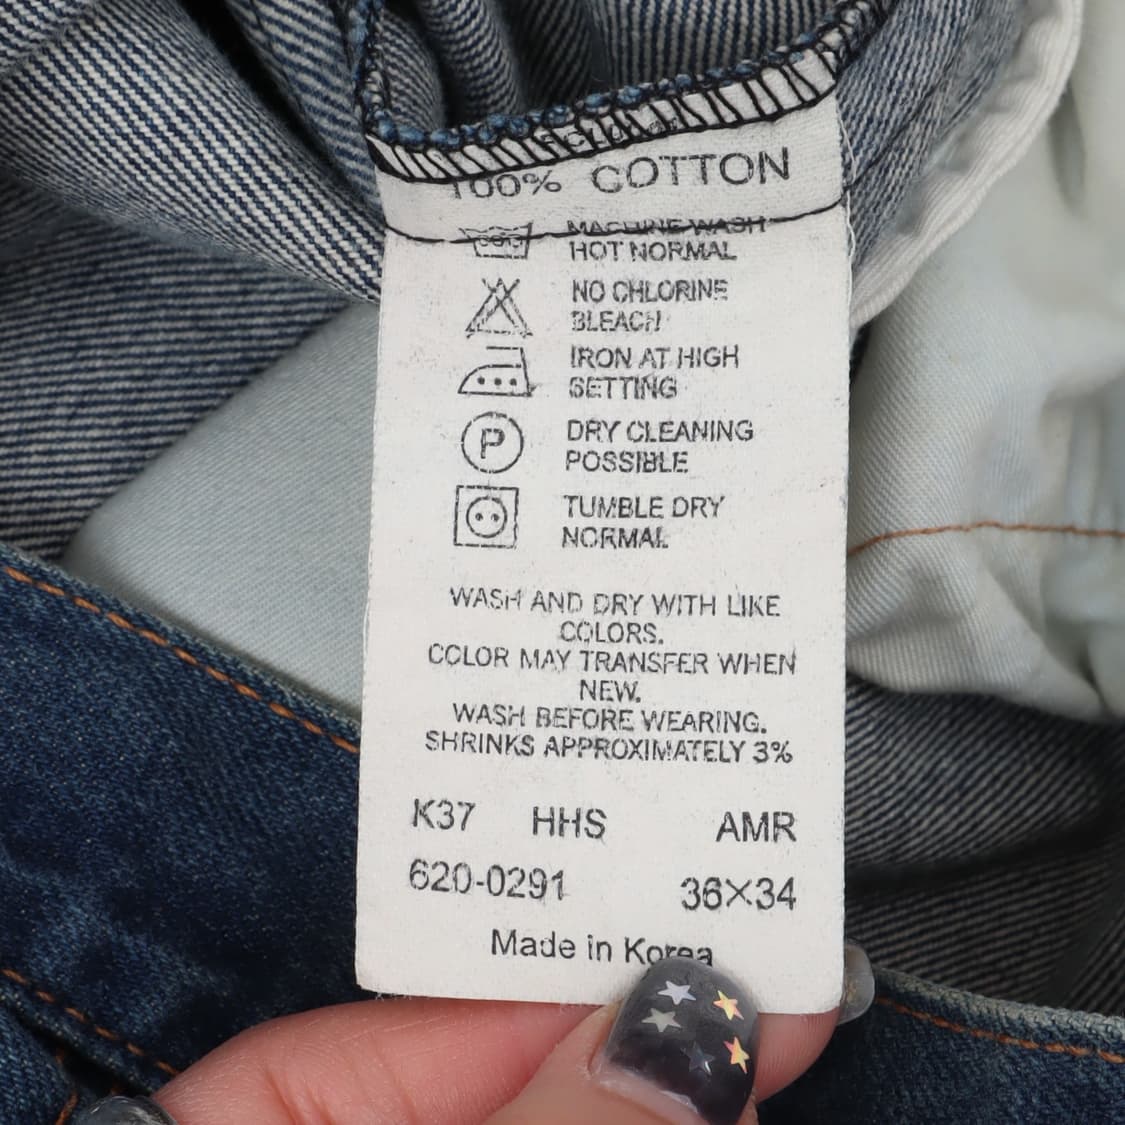 100% COTTON
MACHINE WASH
HOT NORMAL
NO CHLORINE
BLEACH
IRON AT HIGH
SETTING
P
DRY CLEANING
POSSIBLE
TUMBLE DRY
NORMAL
WASH AND DRY WITH LIKE
COLORS.
COLOR MAY TRANSFER WHEN
NEW.
WASH BEFORE WEARING.
SHRINKS APPROXIMATELY 3%
K37 HHS AMR
620-0291 36×34
Made in Korea